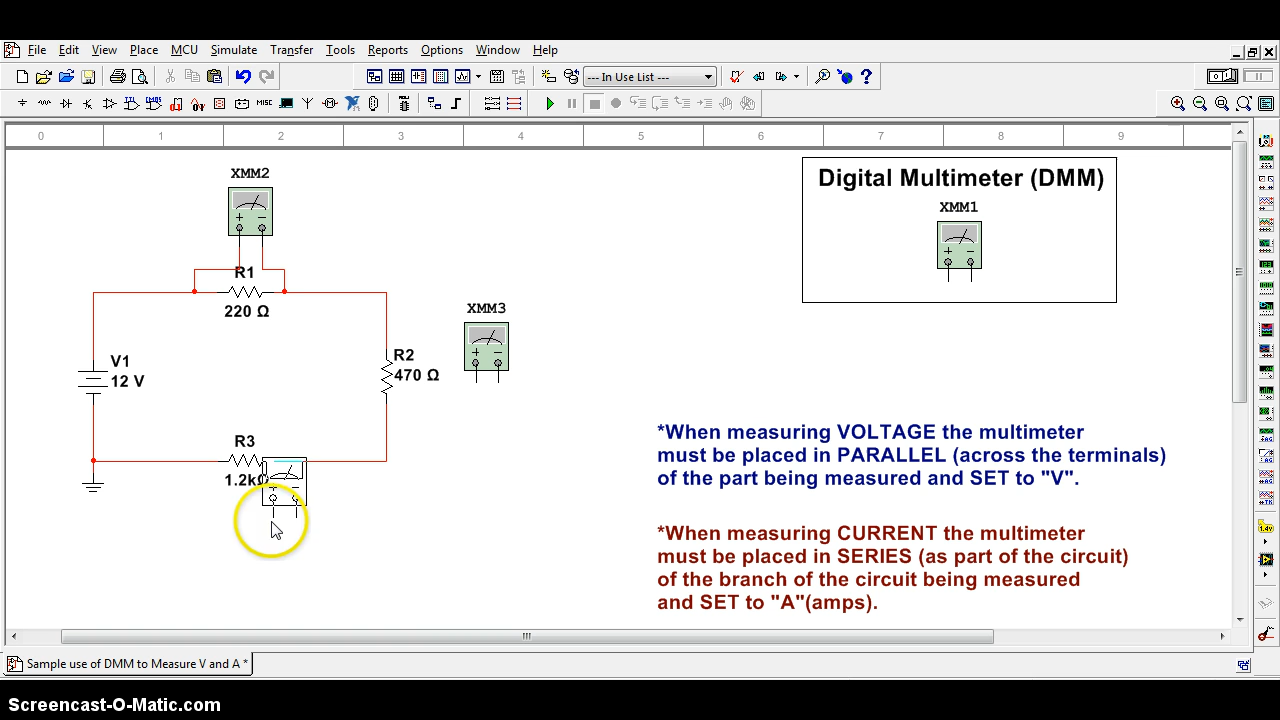 File Edit View Place MCU Simulate Transfer Tools Reports Options Window Help
--- In Use List ---
0 1 2 3 4 5 6 7 8 9
XMM2
Digital Multimeter (DMM)
XMM1
R1
220 Ω
XMM3
V1
12 V
R2
470 Ω
R3
1.2kΩ
*When measuring VOLTAGE the multimeter
must be placed in PARALLEL (across the terminals)
of the part being measured and SET to "V".
*When measuring CURRENT the multimeter
must be placed in SERIES (as part of the circuit)
of the branch of the circuit being measured
and SET to "A"(amps).
Sample use of DMM to Measure V and A *
Screencast-O-Matic.com